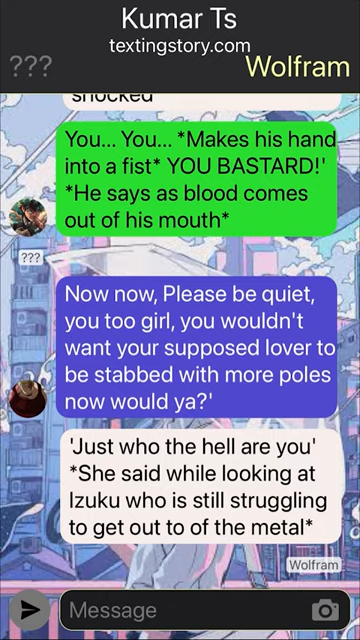 Kumar Ts
textingstory.com
??? Wolfram
shocked
You... You... *Makes his hand
into a fist* YOU BASTARD!'
*He says as blood comes
out of his mouth*
???
Now now, Please be quiet,
you too girl, you wouldn't
want your supposed lover to
be stabbed with more poles
now would ya?'
'Just who the hell are you'
*She said while looking at
Izuku who is still struggling
to get out to of the metal*
Wolfram
Message